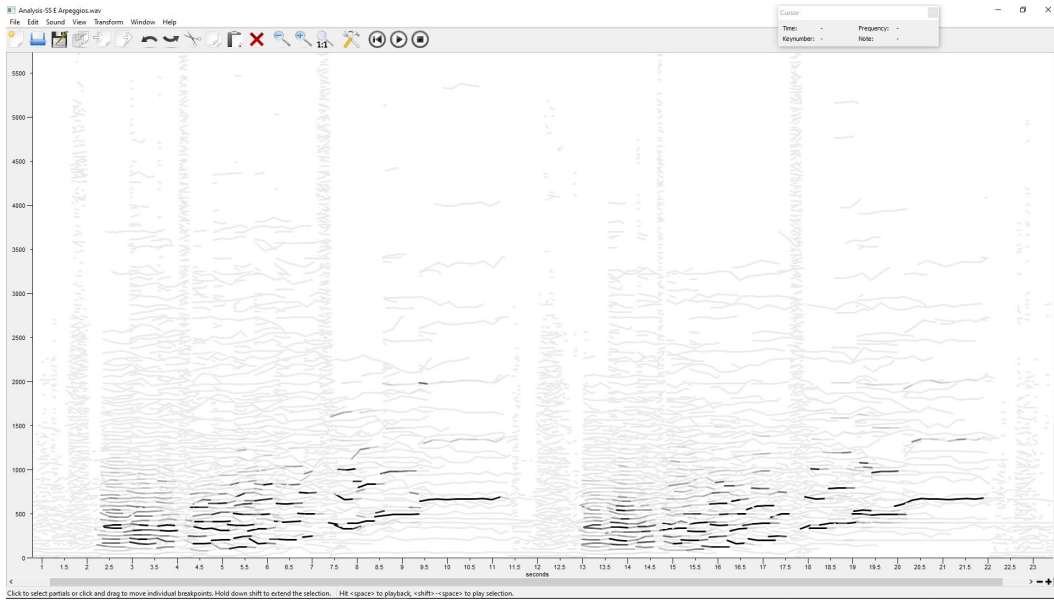 Analysis-SS E Arpeggios.wav
File Edit Sound View Transform Window Help
1:1
Cursor
Time: - Frequency: -
Keynumber: - Note: -
5500
5000
4500
4000
3500
3000
2500
2000
1500
1000
500
0
1 1.5 2 2.5 3 3.5 4 4.5 5 5.5 6 6.5 7 7.5 8 8.5 9 9.5 10 10.5 11 11.5 12 12.5 13 13.5 14 14.5 15 15.5 16 16.5 17 17.5 18 18.5 19 19.5 20 20.5 21 21.5 22 22.5 23
seconds
Click to select partials or click and drag to move individual breakpoints. Hold down shift to extend the selection. Hit <space> to playback, <shift>-<space> to play selection.